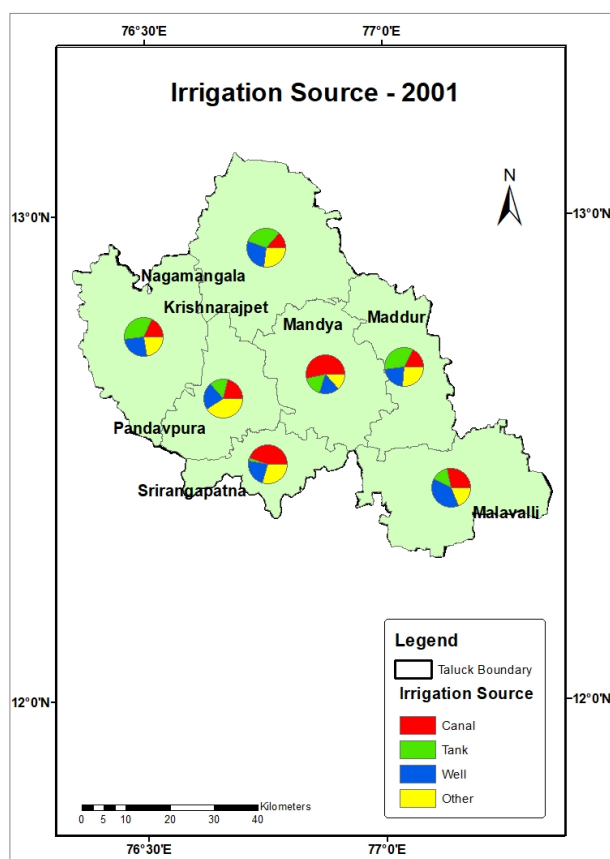 76°30'E 77°0'E
Irrigation Source - 2001
N
13°0'N 13°0'N
Nagamangala
Krishnarajpet
Mandya
Maddur
Pandavpura
Srirangapatna
Malavalli
Legend
Taluck Boundary
Irrigation Source
Canal
Tank
Well
Other
12°0'N 12°0'N
Kilometers
0 5 10 20 30 40
76°30'E 77°0'E